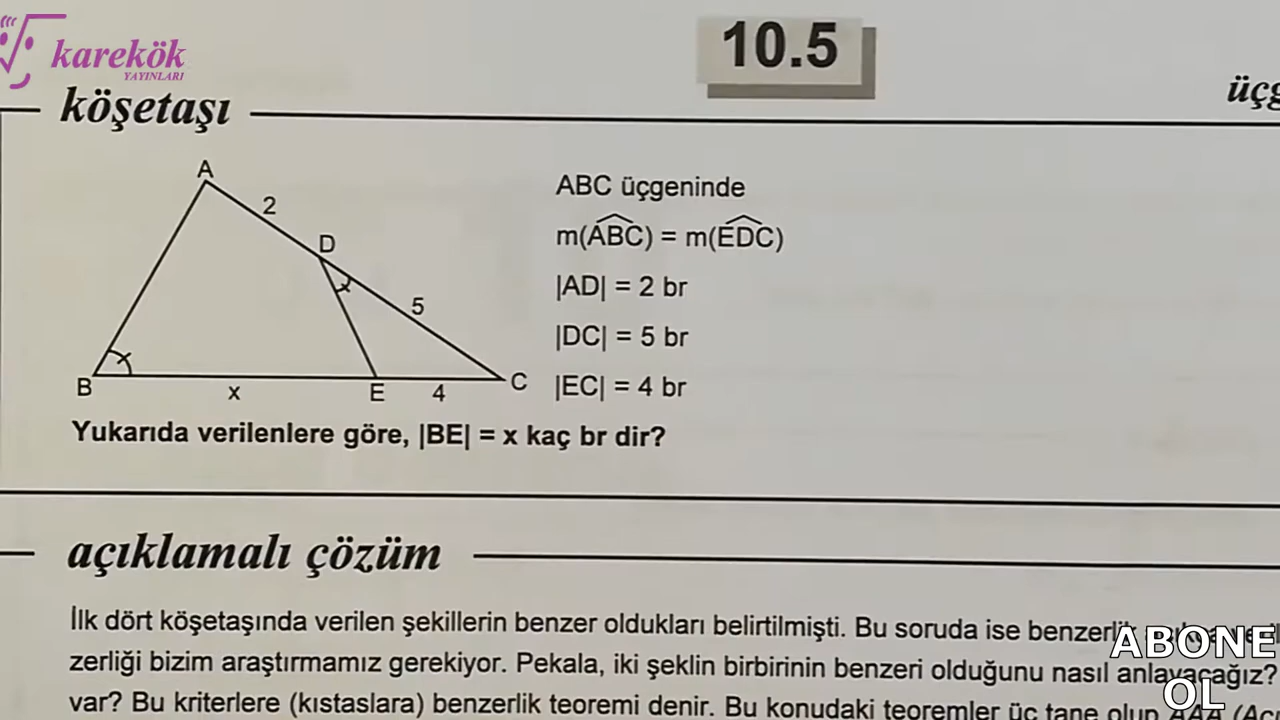 karekök
YAYINLARI
10.5
köşetaşı
A
2
D
5
B
x
E
4
C
ABC üçgeninde
m(ABC) = m(EDC)
|AD| = 2 br
|DC| = 5 br
|EC| = 4 br
Yukarıda verilenlere göre, |BE| = x kaç br dir?
açıklamalı çözüm
İlk dört köşetaşında verilen şekillerin benzer oldukları belirtilmişti. Bu soruda ise
zerliği bizim araştırmamız gerekiyor. Pekala, iki şeklin birbirinin benzeri olduğunu nasıl anlayacağız?
var? Bu kriterlere (kıstaslara) benzerlik teoremi denir. Bu konudaki teoremler üç tane olup AAA
ABONE
OL